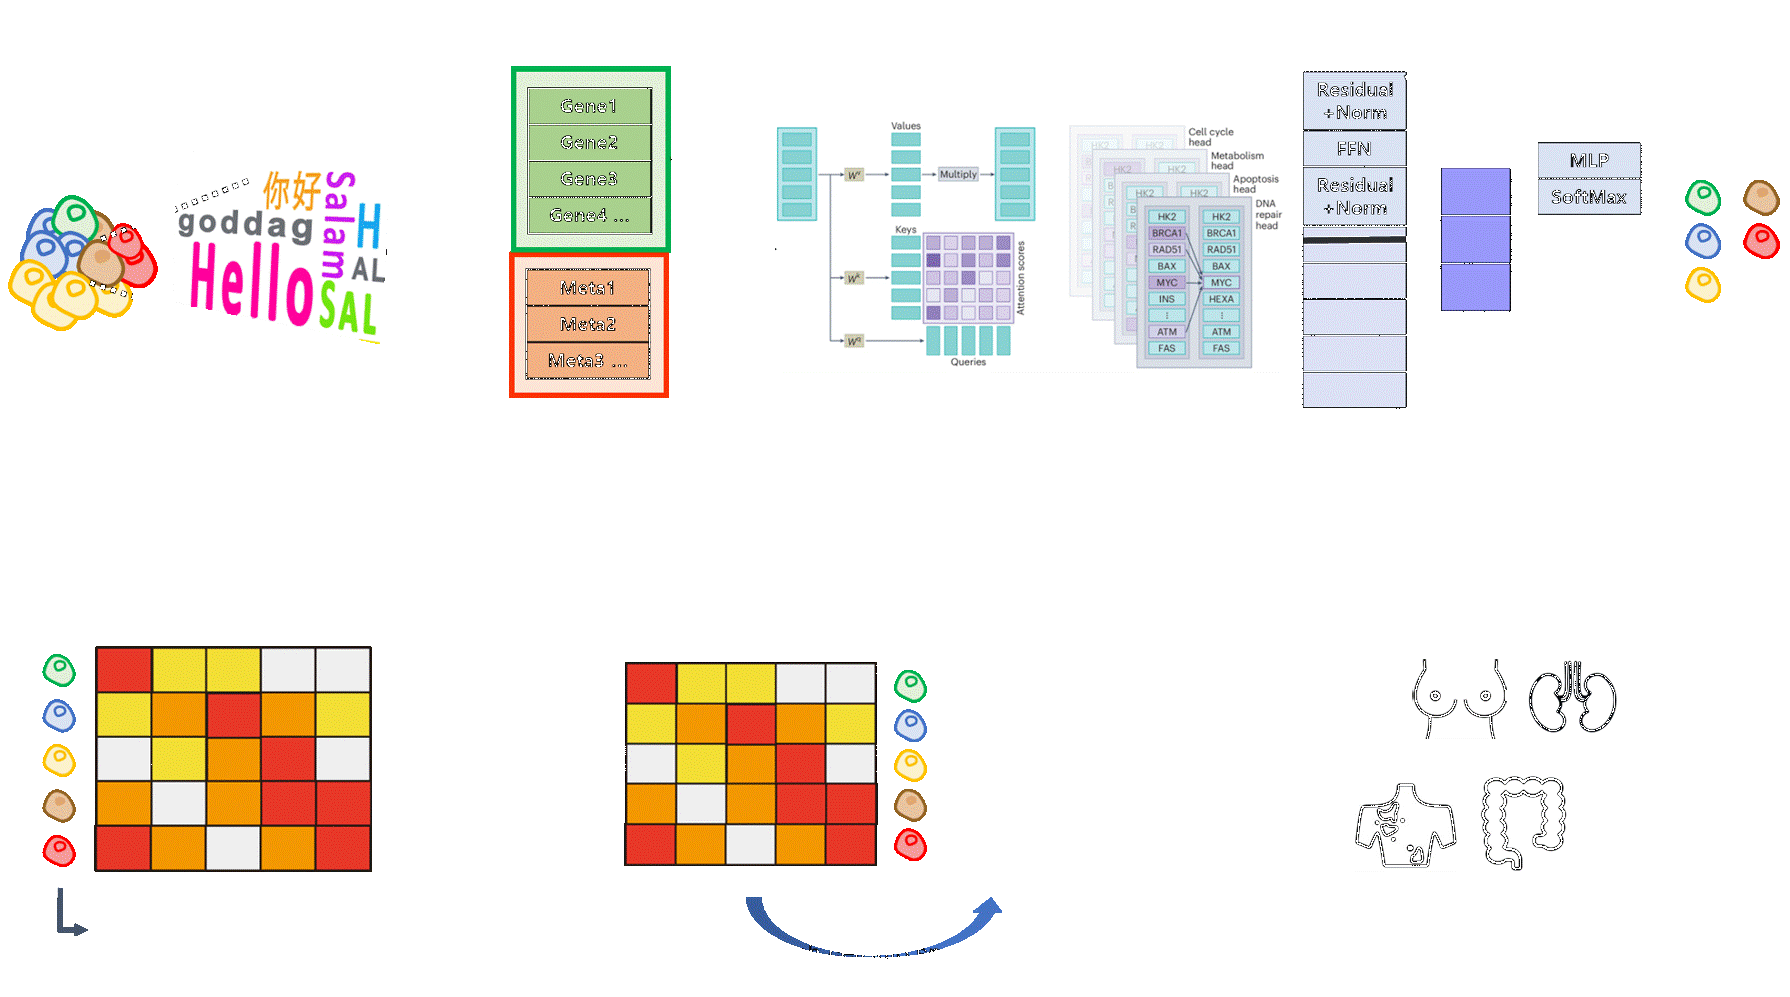 你好
Salam
goddag
H
Hello
AL
SAL
Gene1
Gene2
Gene3
Gene4 ...
Meta1
Meta2
Meta3 ...
Values
Multiply
Keys
Attention scores
Queries
W^v
W^k
W^Q
Cell cycle
head
HK2
HK2
Metabolism
head
Apoptosis
head
HK2
HK2
DNA
repair
head
HK2
HK2
BRCA1
BRCA1
RAD51
RAD51
BAX
BAX
MYC
MYC
INS
HEXA
⋮
⋮
ATM
ATM
FAS
FAS
Residual
+Norm
FFN
Residual
+Norm
MLP
SoftMax